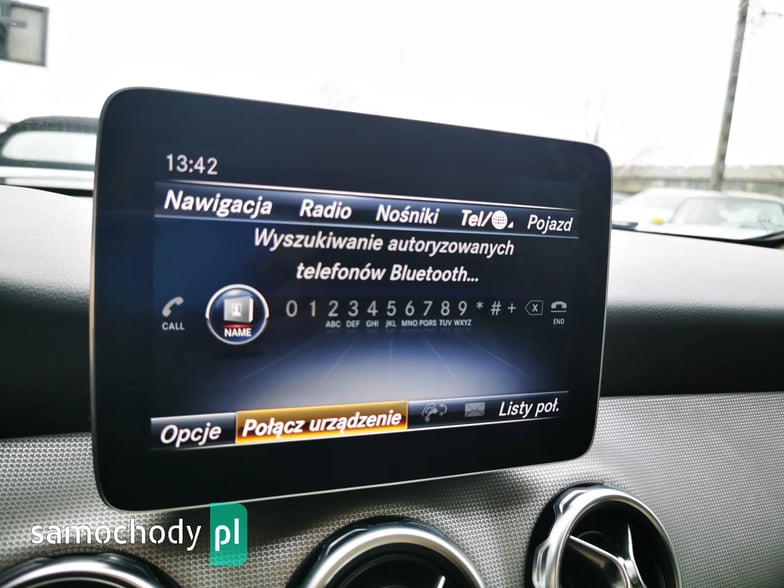 13:42
Nawigacja Radio Nośniki Tel/ Pojazd
Wyszukiwanie autoryzowanych
telefonów Bluetooth...
CALL NAME 0 1 2 3 4 5 6 7 8 9 * # + END
ABC DEF GHI JKL MNO PQRS TUV WXYZ
Opcje Połącz urządzenie Listy poł.
samochody pl